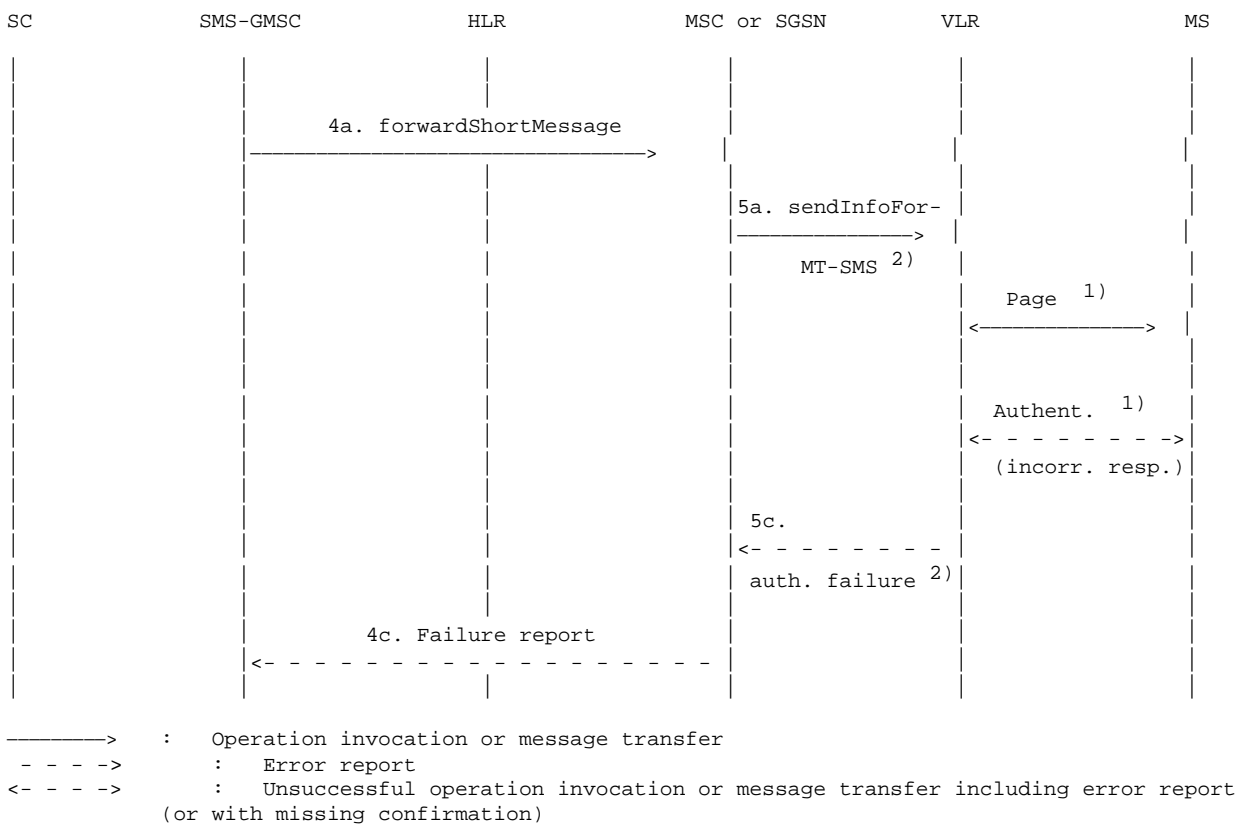 SC SMS-GMSC HLR MSC or SGSN VLR MS
4a. forwardShortMessage
5a. sendInfoFor-
MT-SMS 2)
Page 1)
Authent. 1)
(incorr. resp.)
5c.
auth. failure 2)
4c. Failure report
: Operation invocation or message transfer
: Error report
: Unsuccessful operation invocation or message transfer including error report
(or with missing confirmation)